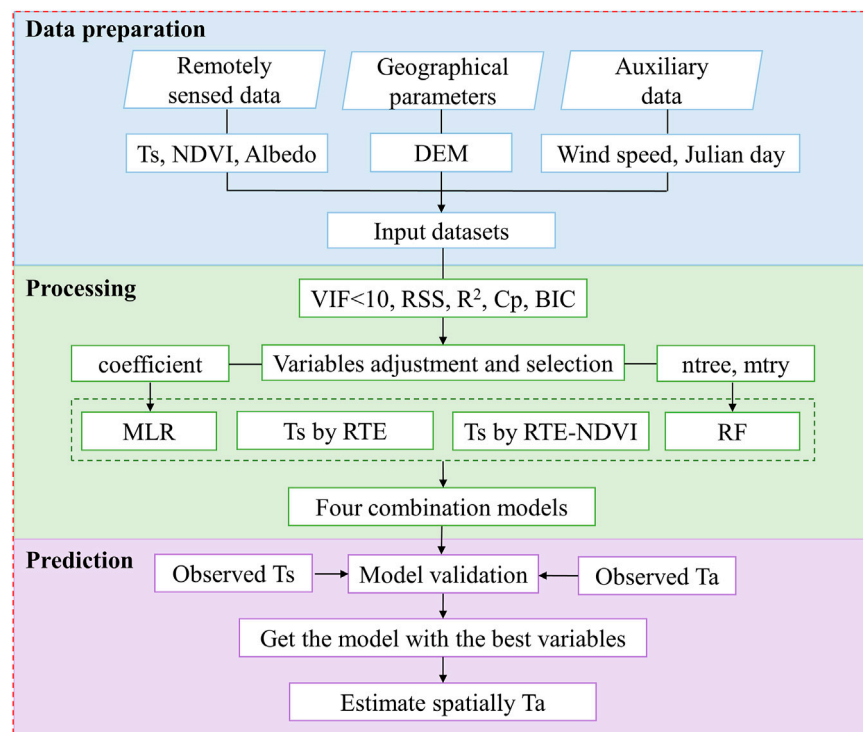 Data preparation
Remotely
sensed data
Geographical
parameters
Auxiliary
data
Ts, NDVI, Albedo
DEM
Wind speed, Julian day
Input datasets
Processing
VIF<10, RSS, R², Cp, BIC
coefficient
Variables adjustment and selection
ntree, mtry
MLR
Ts by RTE
Ts by RTE-NDVI
RF
Four combination models
Prediction
Observed Ts
Model validation
Observed Ta
Get the model with the best variables
Estimate spatially Ta